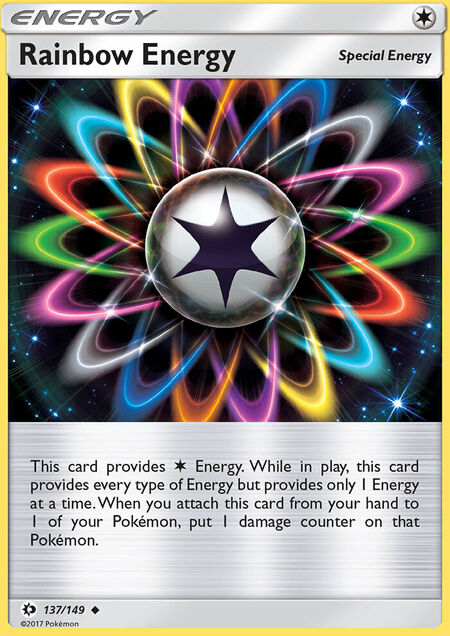 ENERGY
Rainbow Energy
Special Energy
This card provides ✶ Energy. While in play, this card
provides every type of Energy but provides only 1 Energy
at a time. When you attach this card from your hand to
1 of your Pokémon, put 1 damage counter on that
Pokémon.
137/149 ◆
©2017 Pokémon